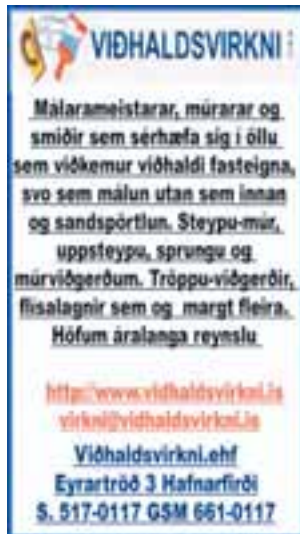 VIÐHALDSVIRKNI
Málarameistarar, múrarar og
smiðir sem sérhæfa sig í öllu
sem viðkemur viðhaldi fasteigna,
svo sem málun utan sem innan
og sandspörtlun. Steypu-múr,
uppsteypu, sprungu og
múrviðgerðum. Tröppu-viðgerðir,
flísalagnir sem og margt fleira.
Höfum áralanga reynslu
http://www.vidhaldsvirkni.is
virkni@vidhaldsvirkni.is
Viðhaldsvirkni.ehf
Eyrartröð 3 Hafnarfirði
S. 517-0117 GSM 661-0117